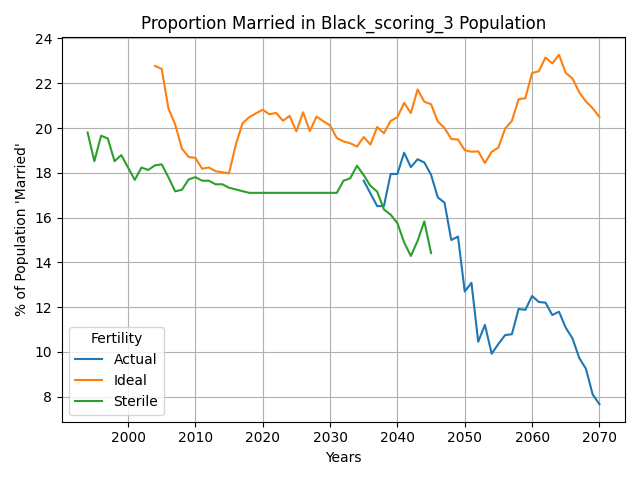 Proportion Married in Black_scoring_3 Population
% of Population 'Married'
24
22
20
18
16
14
12
10
8
Fertility
Actual
Ideal
Sterile
2000 2010 2020 2030 2040 2050 2060 2070
Years